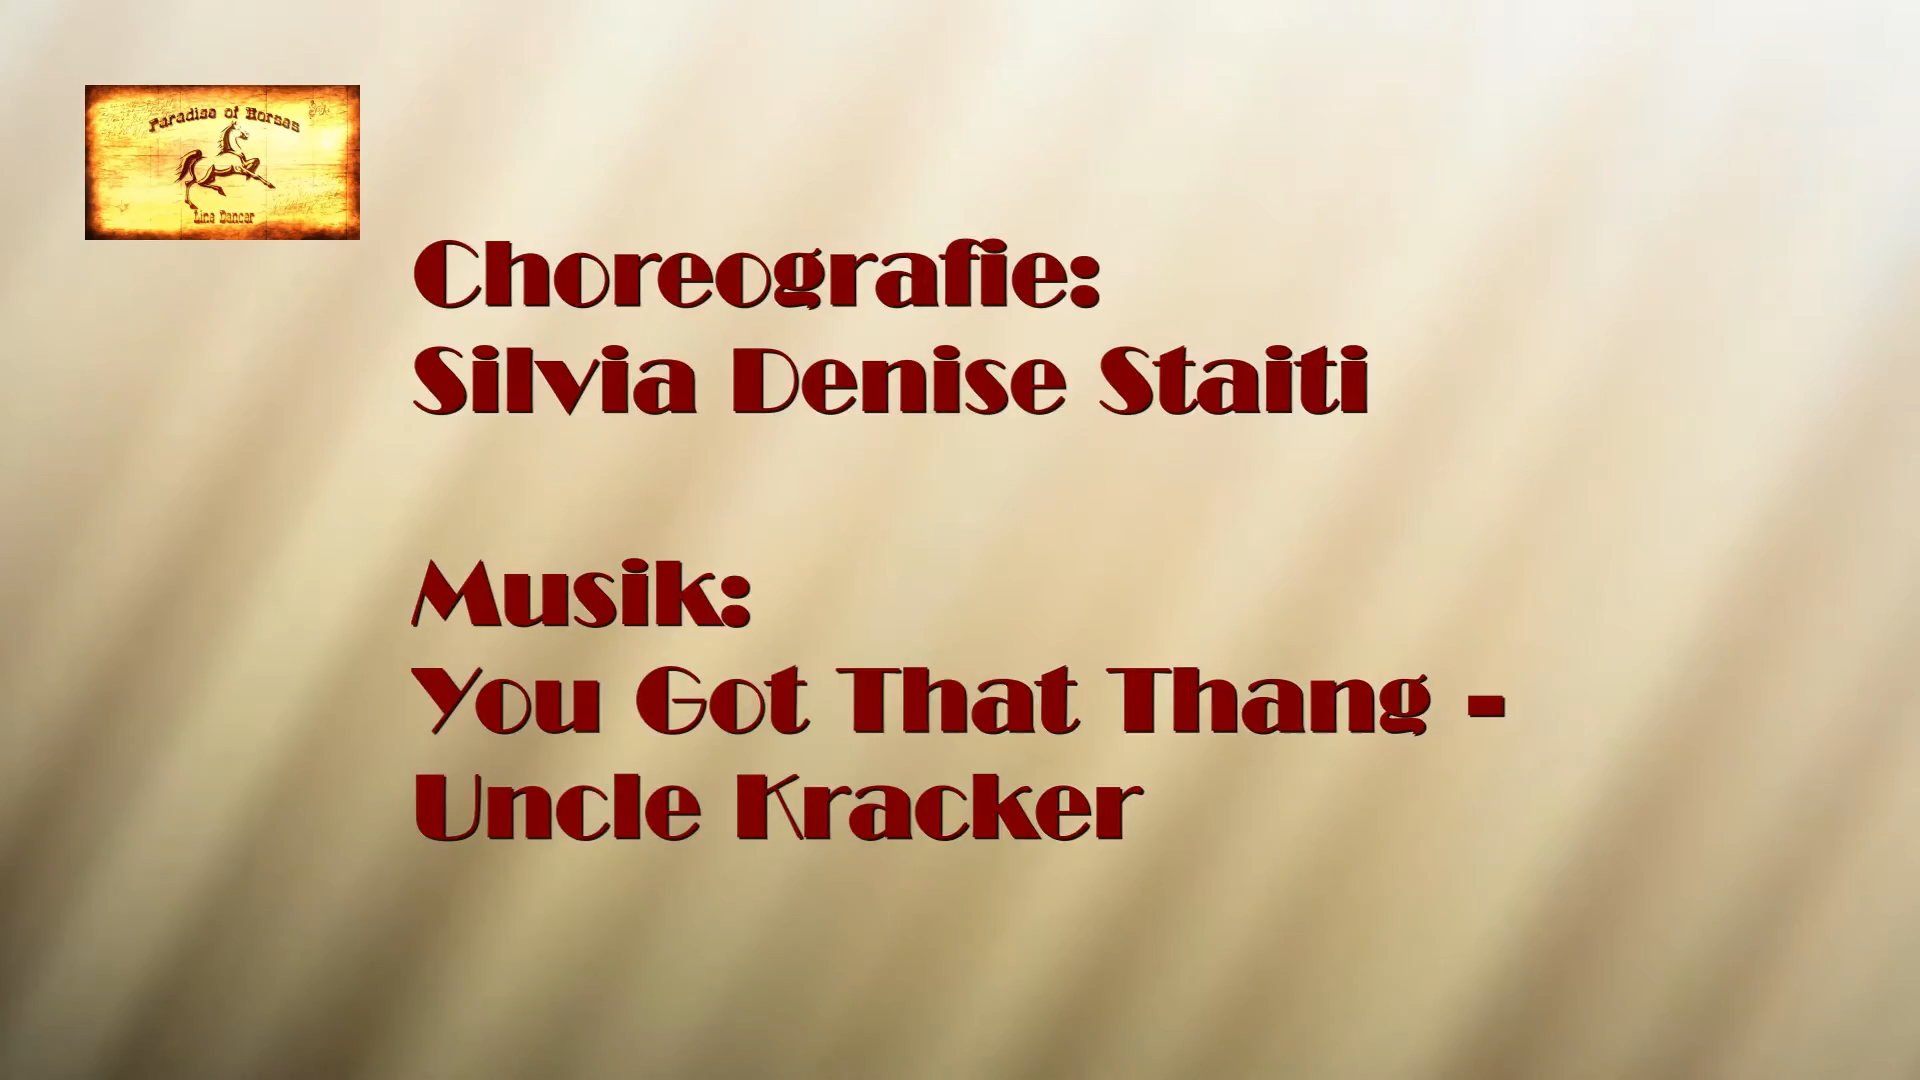 Paradise of Horses
Line Dancer
Choreografie:
Silvia Denise Staiti
Musik:
You Got That Thang -
Uncle Kracker